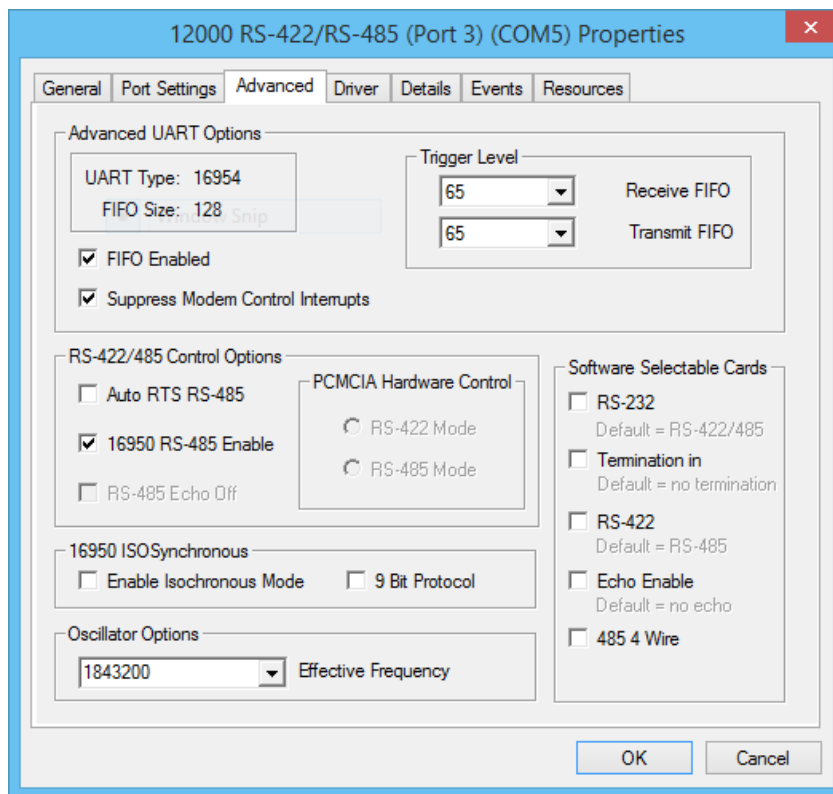 12000 RS-422/RS-485 (Port 3) (COM5) Properties
General Port Settings Advanced Driver Details Events Resources
Advanced UART Options
UART Type: 16954
FIFO Size: 128
Window Snip
FIFO Enabled
Suppress Modem Control Interrupts
Trigger Level
65 Receive FIFO
65 Transmit FIFO
RS-422/485 Control Options
Auto RTS RS-485
16950 RS-485 Enable
RS-485 Echo Off
PCMCIA Hardware Control
RS-422 Mode
RS-485 Mode
Software Selectable Cards
RS-232
Default = RS-422/485
Termination in
Default = no termination
RS-422
Default = RS-485
Echo Enable
Default = no echo
485 4 Wire
16950 ISOSynchronous
Enable Isochronous Mode 9 Bit Protocol
Oscillator Options
1843200 Effective Frequency
OK Cancel